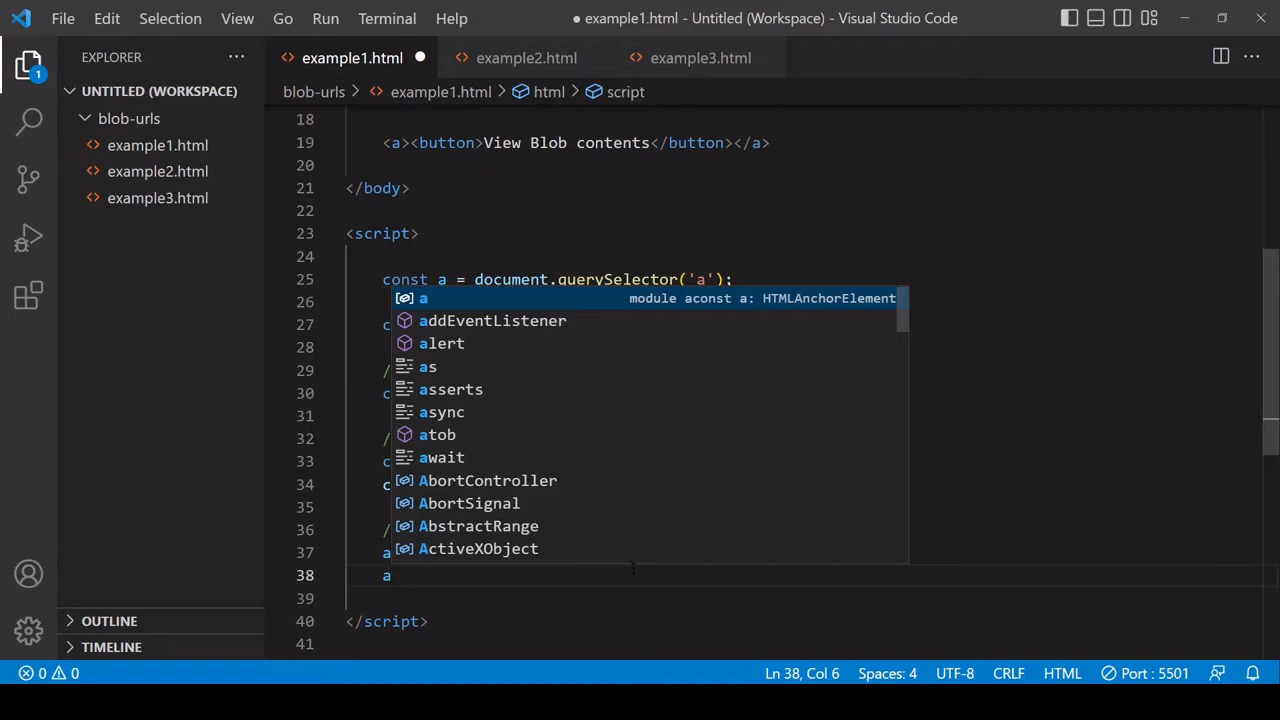 File Edit Selection View Go Run Terminal Help
● example1.html - Untitled (Workspace) - Visual Studio Code
EXPLORER
example1.html
example2.html
example3.html
1
UNTITLED (WORKSPACE)
blob-urls > example1.html > html > script
blob-urls
example1.html
example2.html
example3.html
18
19 <a><button>View Blob contents</button></a>
20
21 </body>
22
23 <script>
24
25 const a = document.querySelector('a');
26
27 c
28
29 /
30 c
31
32 /
33 c
34 c
35
36 /
37 a
38 a
39
40 </script>
41
a module aconst a: HTMLAnchorElement
addEventListener
alert
as
asserts
async
atob
await
AbortController
AbortSignal
AbstractRange
ActiveXObject
OUTLINE
TIMELINE
0 0
Ln 38, Col 6 Spaces: 4 UTF-8 CRLF HTML Port : 5501